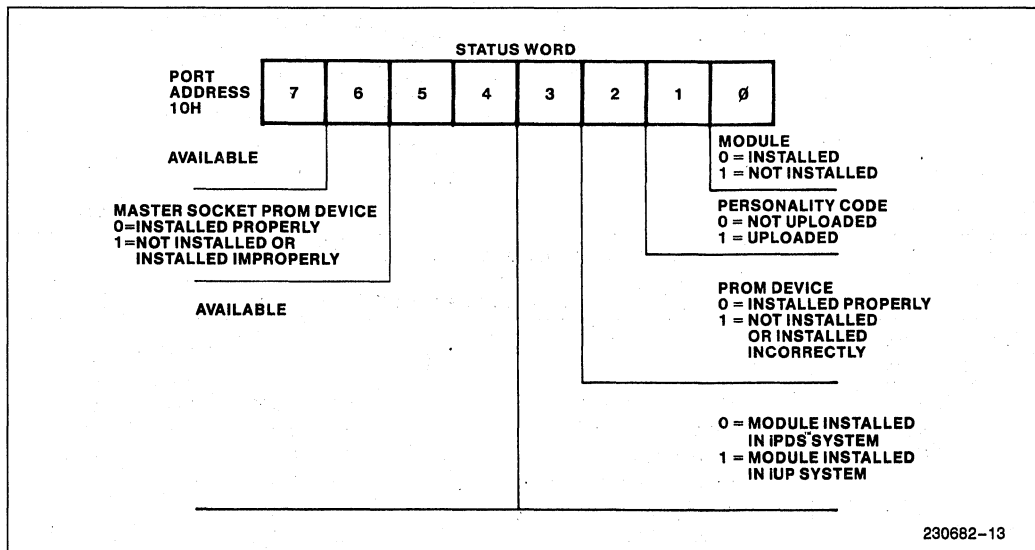 STATUS WORD
PORT
ADDRESS
10H
7 6 5 4 3 2 1 Ø
AVAILABLE
MASTER SOCKET PROM DEVICE
0=INSTALLED PROPERLY
1=NOT INSTALLED OR
INSTALLED IMPROPERLY
AVAILABLE
MODULE
0 = INSTALLED
1 = NOT INSTALLED
PERSONALITY CODE
0 = NOT UPLOADED
1 = UPLOADED
PROM DEVICE
0 = INSTALLED PROPERLY
1 = NOT INSTALLED
OR INSTALLED
INCORRECTLY
0 = MODULE INSTALLED
IN iPDS™ SYSTEM
1 = MODULE INSTALLED
IN iUP SYSTEM
230682-13